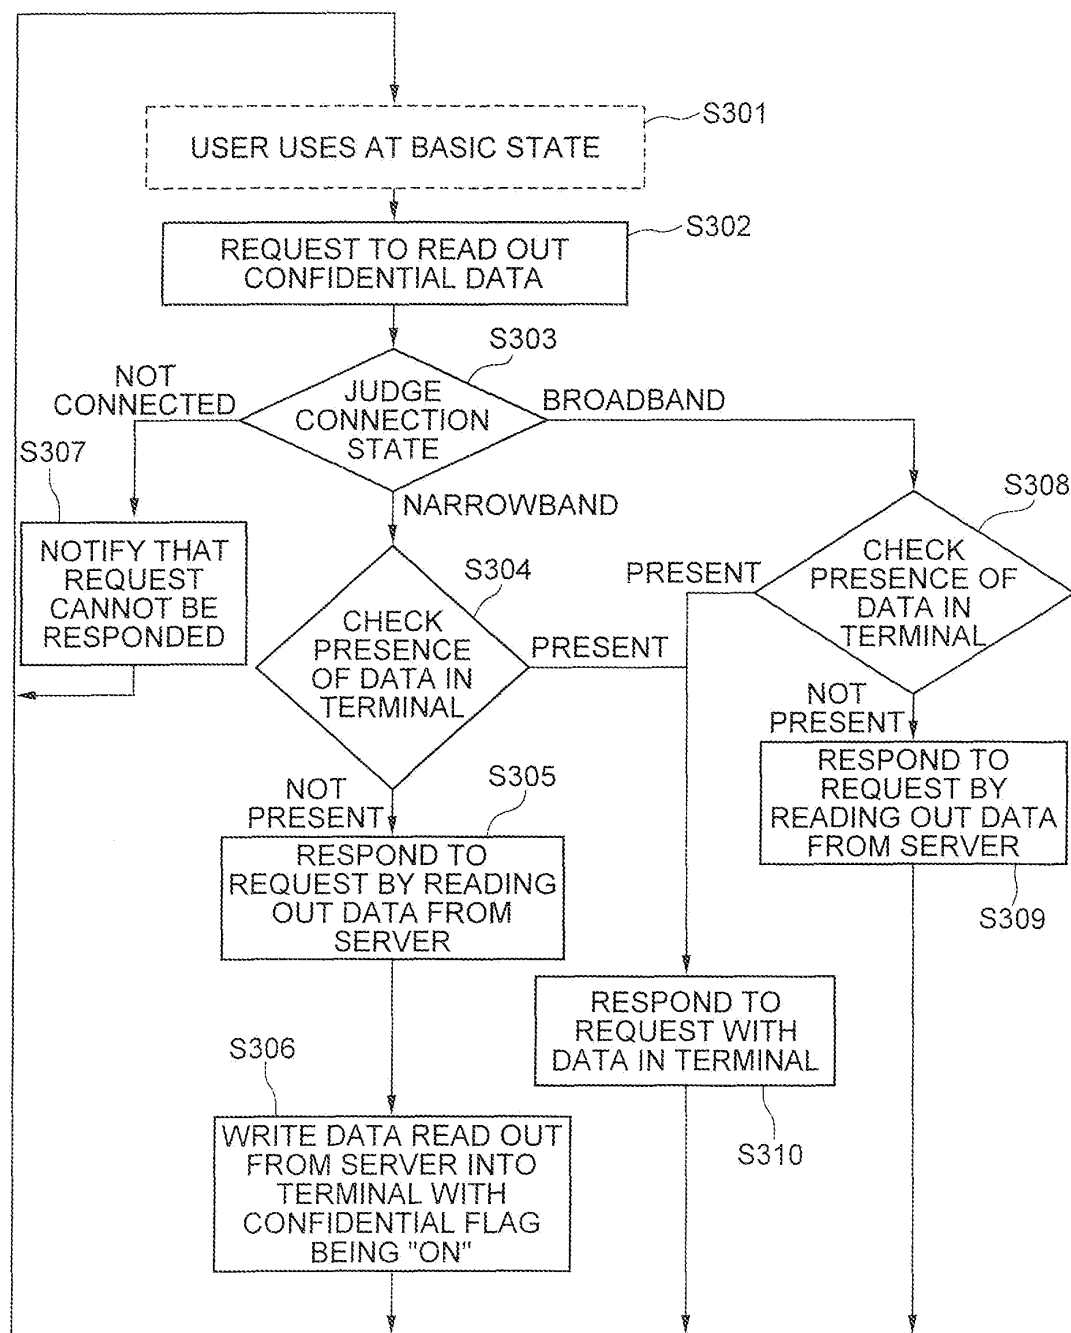 S301
USER USES AT BASIC STATE
S302
REQUEST TO READ OUT
CONFIDENTIAL DATA
S303
JUDGE
CONNECTION
STATE
NOT
CONNECTED
BROADBAND
NARROWBAND
S307
NOTIFY THAT
REQUEST
CANNOT BE
RESPONDED
S304
CHECK
PRESENCE
OF DATA IN
TERMINAL
PRESENT
S308
CHECK
PRESENCE OF
DATA IN
TERMINAL
PRESENT
NOT
PRESENT
RESPOND TO
REQUEST BY
READING OUT DATA
FROM SERVER
S309
NOT
PRESENT
S305
RESPOND TO
REQUEST BY READING
OUT DATA FROM
SERVER
RESPOND TO
REQUEST WITH
DATA IN TERMINAL
S310
S306
WRITE DATA READ OUT
FROM SERVER INTO
TERMINAL WITH
CONFIDENTIAL FLAG
BEING "ON"